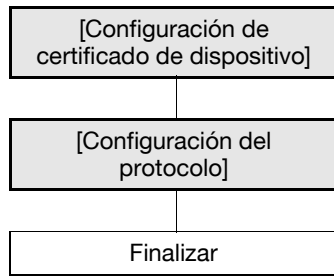 [Configuración de
certificado de dispositivo]
[Configuración del
protocolo]
Finalizar